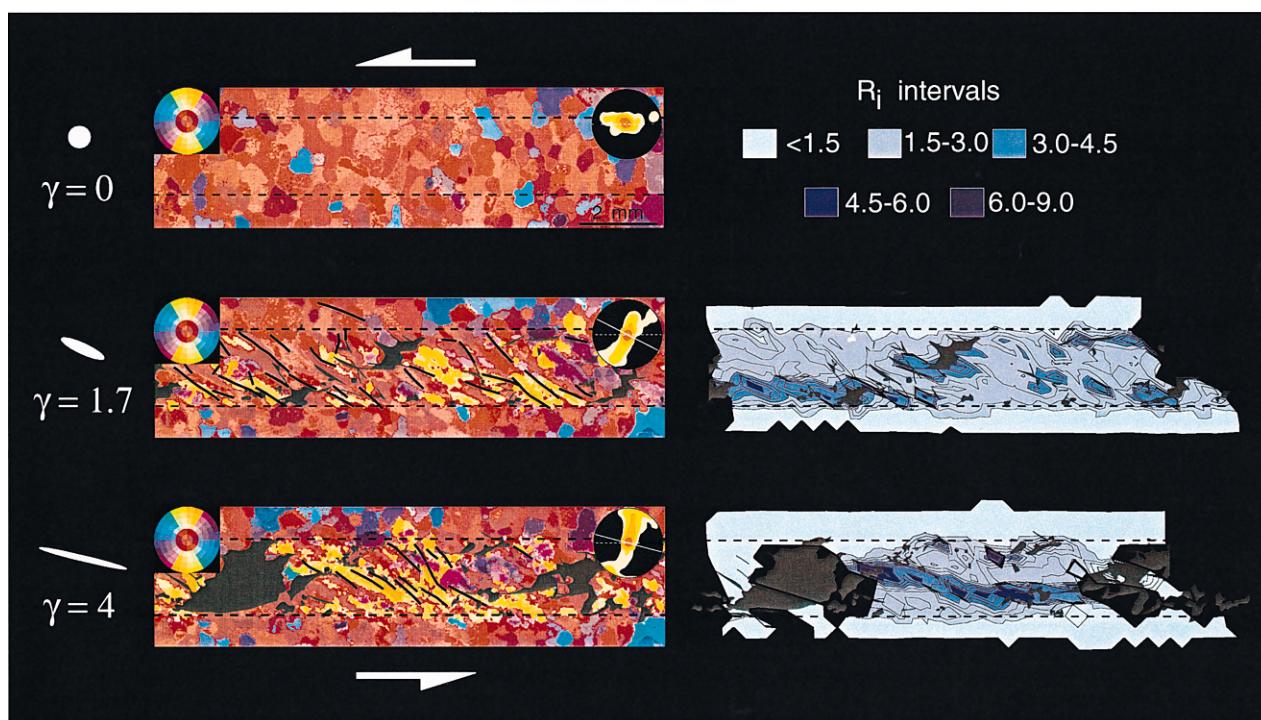 R_i intervals
<1.5 1.5-3.0 3.0-4.5
4.5-6.0 6.0-9.0
γ = 0
2 mm
γ = 1.7
γ = 4